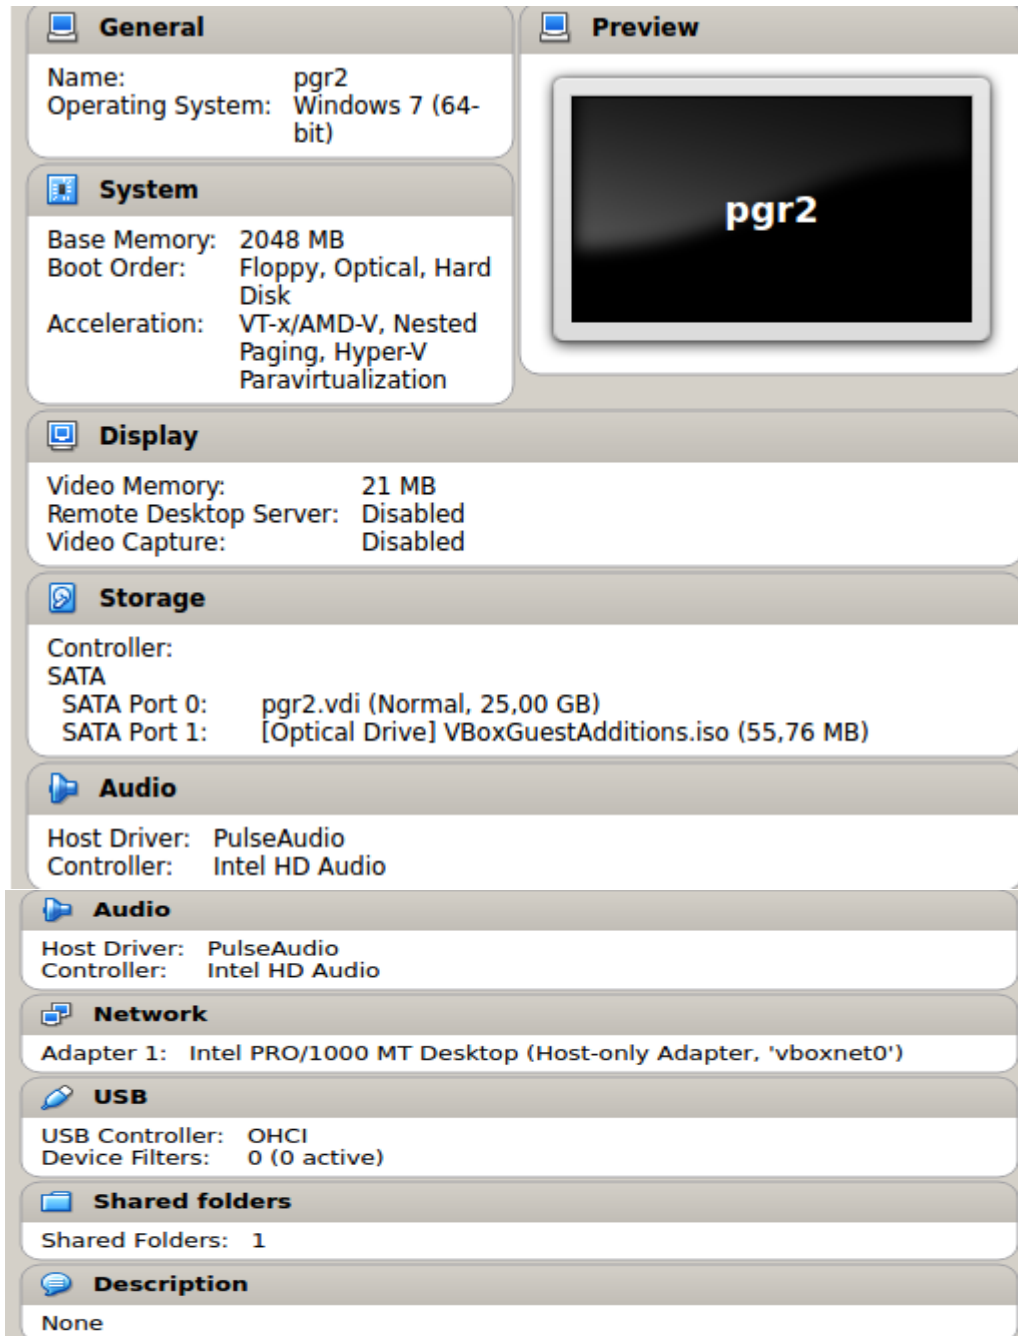 General
Name: pgr2
Operating System: Windows 7 (64-
bit)
Preview
pgr2
System
Base Memory: 2048 MB
Boot Order: Floppy, Optical, Hard
Disk
Acceleration: VT-x/AMD-V, Nested
Paging, Hyper-V
Paravirtualization
Display
Video Memory: 21 MB
Remote Desktop Server: Disabled
Video Capture: Disabled
Storage
Controller:
SATA
SATA Port 0: pgr2.vdi (Normal, 25,00 GB)
SATA Port 1: [Optical Drive] VBoxGuestAdditions.iso (55,76 MB)
Audio
Host Driver: PulseAudio
Controller: Intel HD Audio
Audio
Host Driver: PulseAudio
Controller: Intel HD Audio
Network
Adapter 1: Intel PRO/1000 MT Desktop (Host-only Adapter, 'vboxnet0')
USB
USB Controller: OHCI
Device Filters: 0 (0 active)
Shared folders
Shared Folders: 1
Description
None